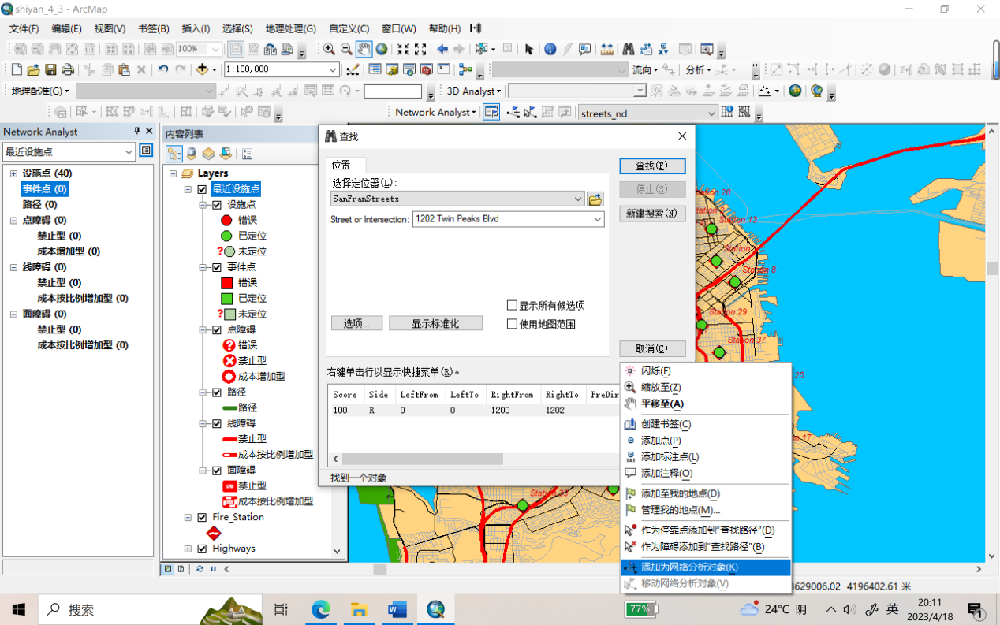 shiyan_4_3 - ArcMap
文件(F) 编辑(E) 视图(V) 书签(B) 插入(I) 选择(S) 地理处理(G) 自定义(C) 窗口(W) 帮助(H)
100%
1:100,000 流向 分析
地理配准(G) 3D Analyst
Network Analyst streets_nd
Network Analyst
最近设施点
设施点 (40)
事件点 (0)
路径 (0)
点障碍 (0)
禁止型 (0)
成本增加型 (0)
线障碍 (0)
禁止型 (0)
成本按比例增加型 (0)
面障碍 (0)
禁止型 (0)
成本按比例增加型 (0)
内容列表
Layers
最近设施点
设施点
错误
已定位
? 未定位
事件点
错误
已定位
? 未定位
点障碍
错误
禁止型
成本增加型
路径
路径
线障碍
禁止型
成本按比例增加型
面障碍
禁止型
成本按比例增加型
Fire_Station
Highways
查找
位置
选择定位器(L):
SanFranStreets
Street or Intersection: 1202 Twin Peaks Blvd
显示所有候选项
使用地图范围
选项... 显示标准化
查找(F)
停止(S)
新建搜索(N)
取消(C)
右键单击行以显示快捷菜单(R)。
Score Side LeftFrom LeftTo RightFrom RightTo PreDir
100 R 0 0 1200 1202
找到一个对象
闪烁(F)
缩放至(Z)
平移至(A)
创建书签(C)
添加点(P)
添加标注点(L)
添加注释(O)
添加至我的地点(D)
管理我的地点(M)...
作为停靠点添加到“查找路径”(D)
作为障碍添加到“查找路径”(B)
添加为网络分析对象(K)
移动网络分析对象(V)
Station 28
Station 13
Station
Station 8
Station 29
Station 37
25
17
Station 33
3629006.02 4196402.61 米
搜索
77%
24°C 阴
英
20:11
2023/4/18
1